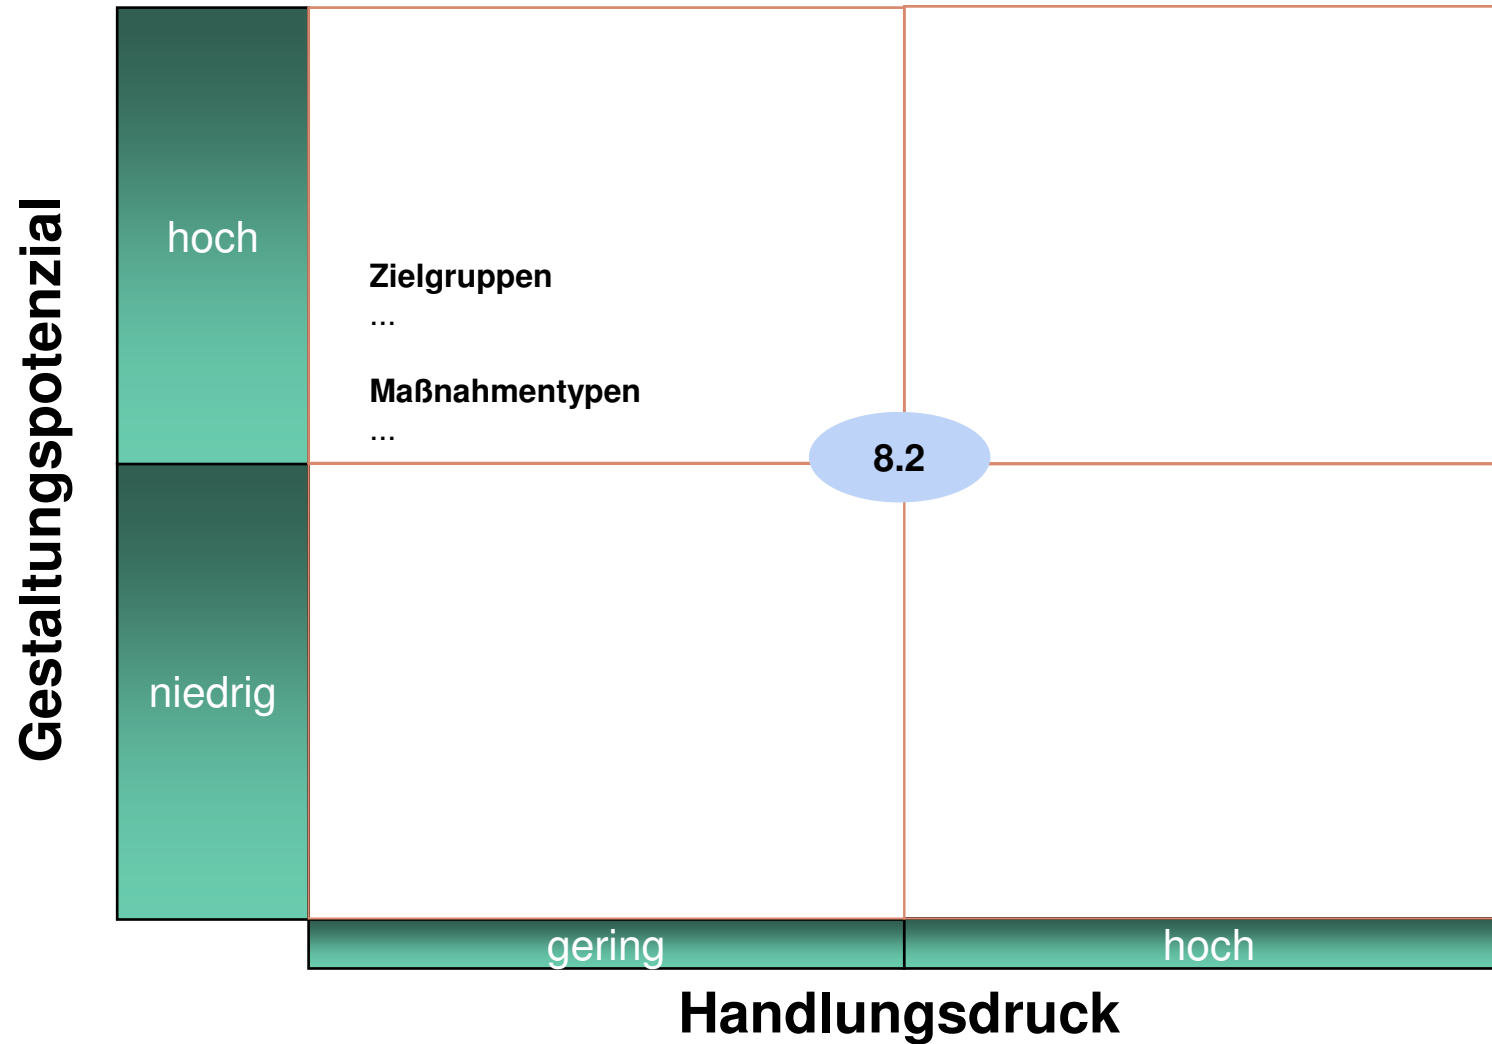 Gestaltungspotenzial
hoch
Zielgruppen
...
Maßnahmentypen
...
8.2
niedrig
gering
hoch
Handlungsdruck